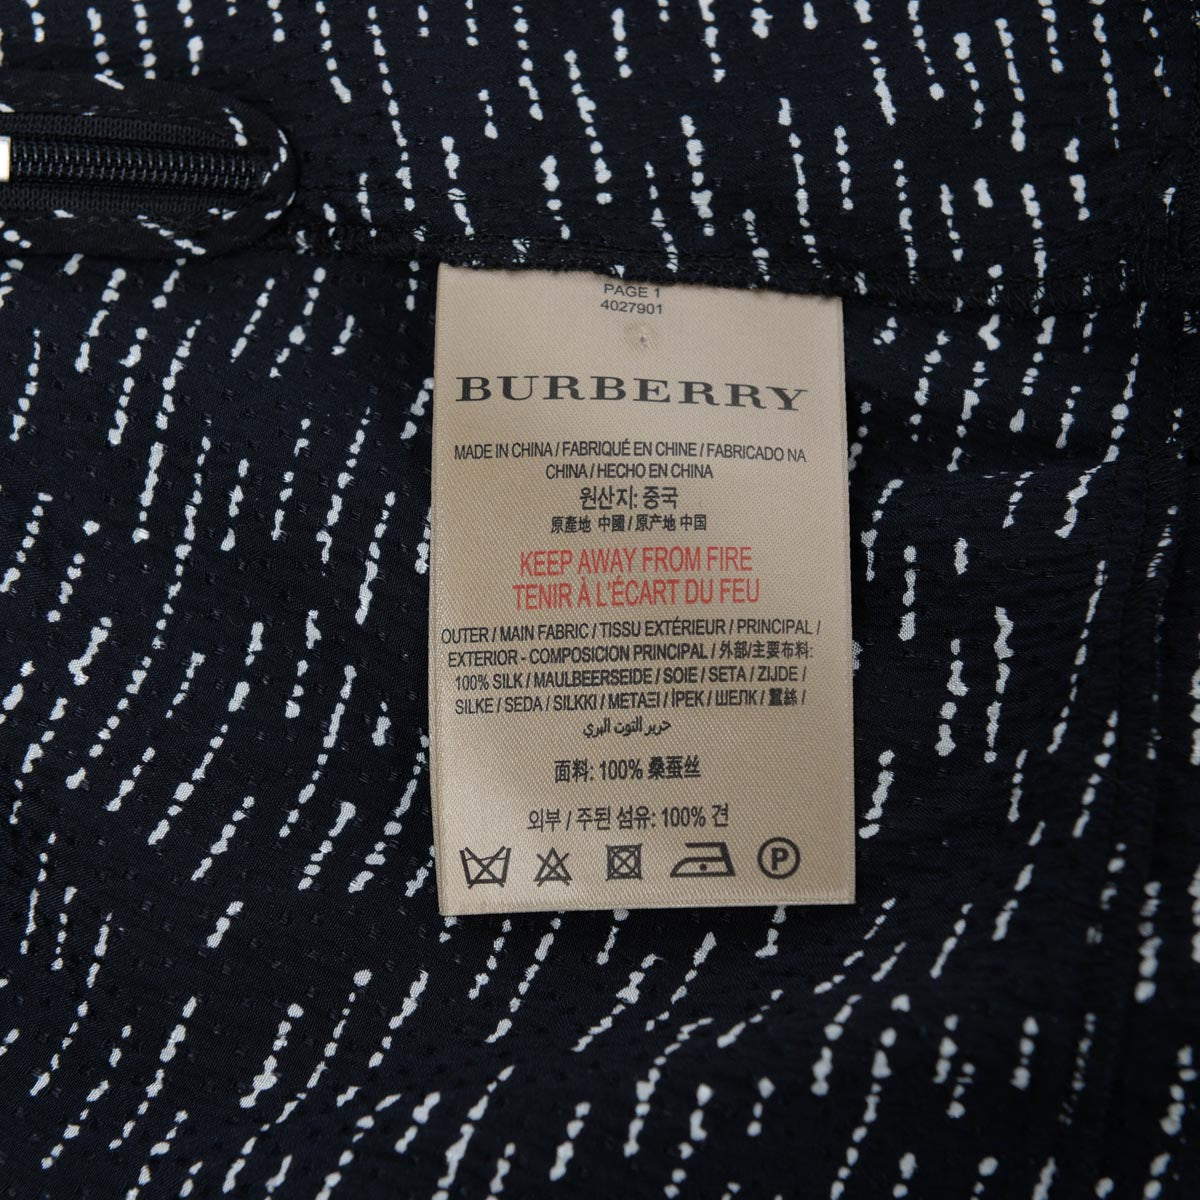 PAGE 1
4027901
BURBERRY
MADE IN CHINA / FABRIQUÉ EN CHINE / FABRICADO NA
CHINA / HECHO EN CHINA
원산지: 중국
原產地 中國 / 原产地 中国
KEEP AWAY FROM FIRE
TENIR À L'ÉCART DU FEU
OUTER / MAIN FABRIC / TISSU EXTÉRIEUR / PRINCIPAL /
EXTERIOR - COMPOSICION PRINCIPAL / 外部/主要布料:
100% SILK / MAULBEERSEIDE / SOIE / SETA / ZIJDE /
SILKE / SEDA / SILKKI / ΜΕΤΑΞΙ / İPEK / ШЕЛК / 蠶絲 /
حرير التوت البري
面料: 100% 桑蚕丝
외부 / 주된 섬유: 100% 견
P